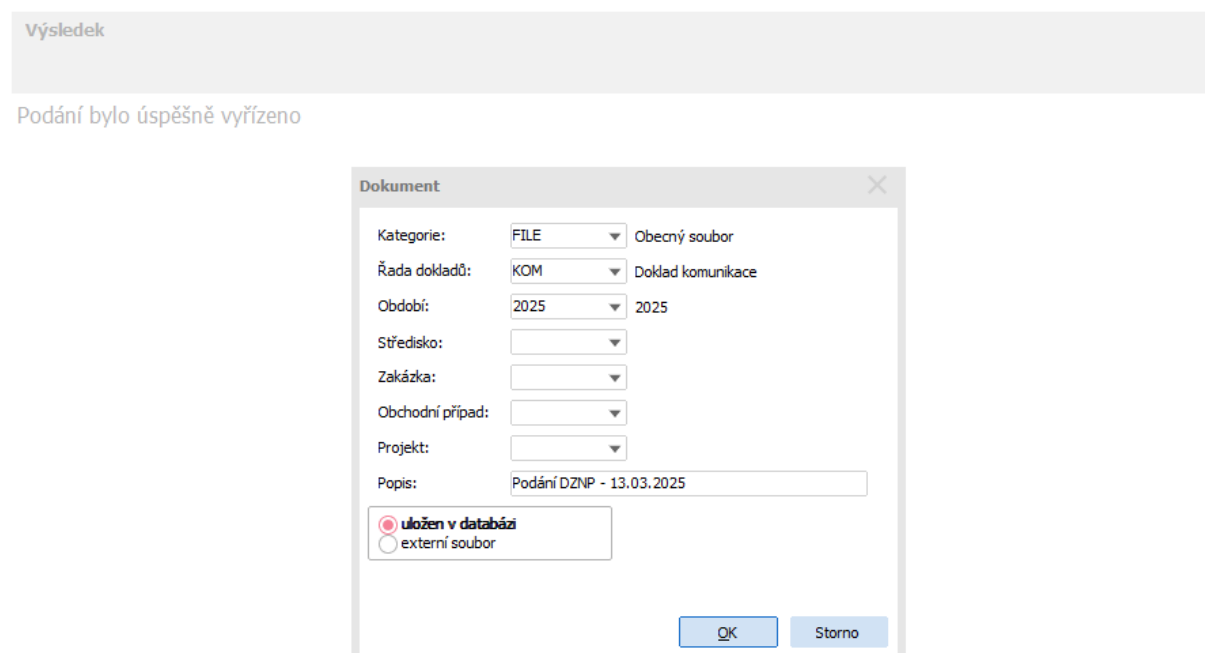 Výsledek
Podání bylo úspěšně vyřízeno
Dokument
Kategorie: FILE Obecný soubor
Řada dokladů: KOM Doklad komunikace
Období: 2025 2025
Středisko:
Zakázka:
Obchodní případ:
Projekt:
Popis: Podání DZNP - 13.03.2025
uložen v databázi
externí soubor
OK Storno